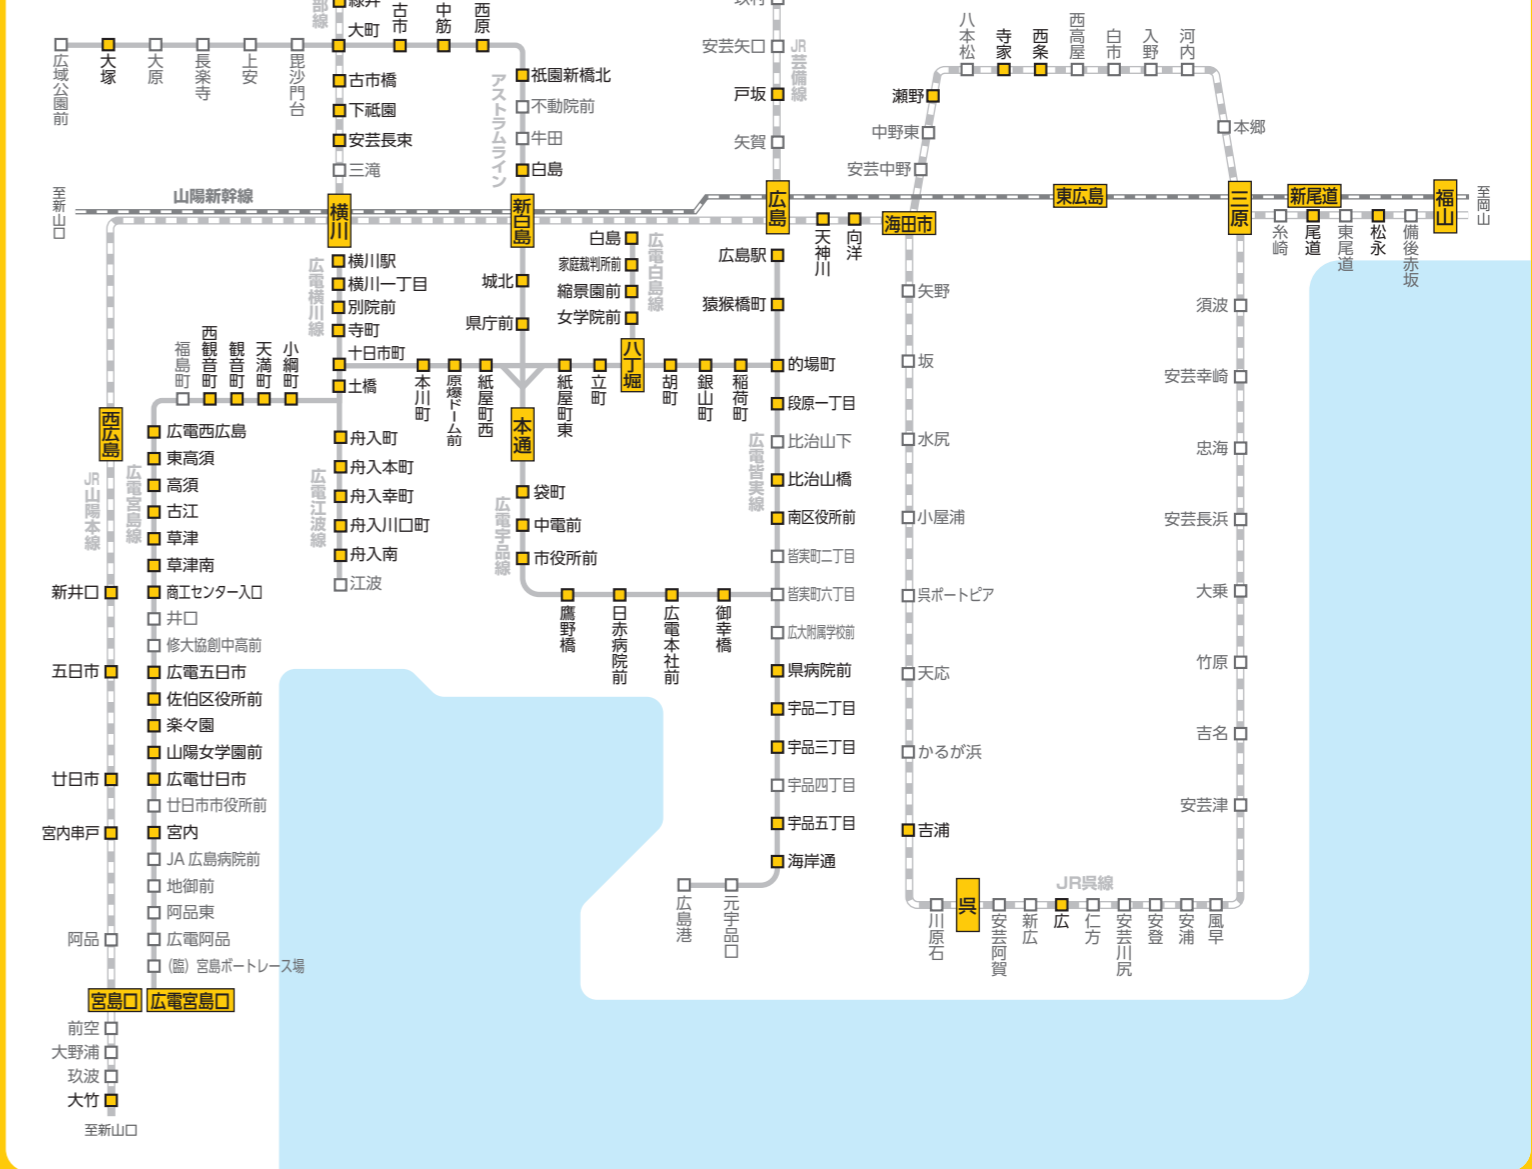 部線
緑井
大町
古市
中筋
西原
広域公園前
大塚
大原
長楽寺
上安
毘沙門台
古市橋
下祇園
安芸長束
三滝
アストラムライン
祇園新橋北
不動院前
牛田
白島
安芸矢口
JR芸備線
戸坂
矢賀
八本松
寺家
西条
西高屋
白市
入野
河内
瀬野
中野東
安芸中野
本郷
至新山口
山陽新幹線
横川
新白島
広島
天神川
向洋
海田市
東広島
三原
新尾道
福山
至岡山
糸崎
尾道
東尾道
松永
備後赤坂
広電横川線
横川駅
横川一丁目
別院前
寺町
十日市町
土橋
城北
県庁前
白島
家庭裁判所前
縮景園前
女学院前
広電白島線
広島駅
猿猴橋町
的場町
段原一丁目
比治山下
比治山橋
南区役所前
皆実町二丁目
皆実町六丁目
広大附属学校前
県病院前
宇品二丁目
宇品三丁目
宇品四丁目
宇品五丁目
海岸通
元宇品口
広島港
広電皆実線
福島町
西観音町
観音町
天満町
小網町
本川町
原爆ドーム前
紙屋町西
紙屋町東
立町
八丁堀
胡町
銀山町
稲荷町
本通
袋町
中電前
市役所前
広電宇品線
鷹野橋
日赤病院前
広電本社前
御幸橋
舟入町
舟入本町
舟入幸町
舟入川口町
舟入南
江波
広電江波線
西広島
JR山陽本線
広電宮島線
広電西広島
東高須
高須
古江
草津
草津南
商工センター入口
井口
修大協創中高前
広電五日市
佐伯区役所前
楽々園
山陽女学園前
広電廿日市
廿日市市役所前
宮内
JA 広島病院前
地御前
阿品東
広電阿品
(臨) 宮島ボートレース場
広電宮島口
新井口
五日市
廿日市
宮内串戸
阿品
宮島口
前空
大野浦
玖波
大竹
至新山口
矢野
坂
水尻
小屋浦
呉ポートピア
天応
かるが浜
吉浦
川原石
呉
安芸阿賀
新広
広
仁方
安芸川尻
安登
安浦
風早
JR呉線
須波
安芸幸崎
忠海
安芸長浜
大乗
竹原
吉名
安芸津